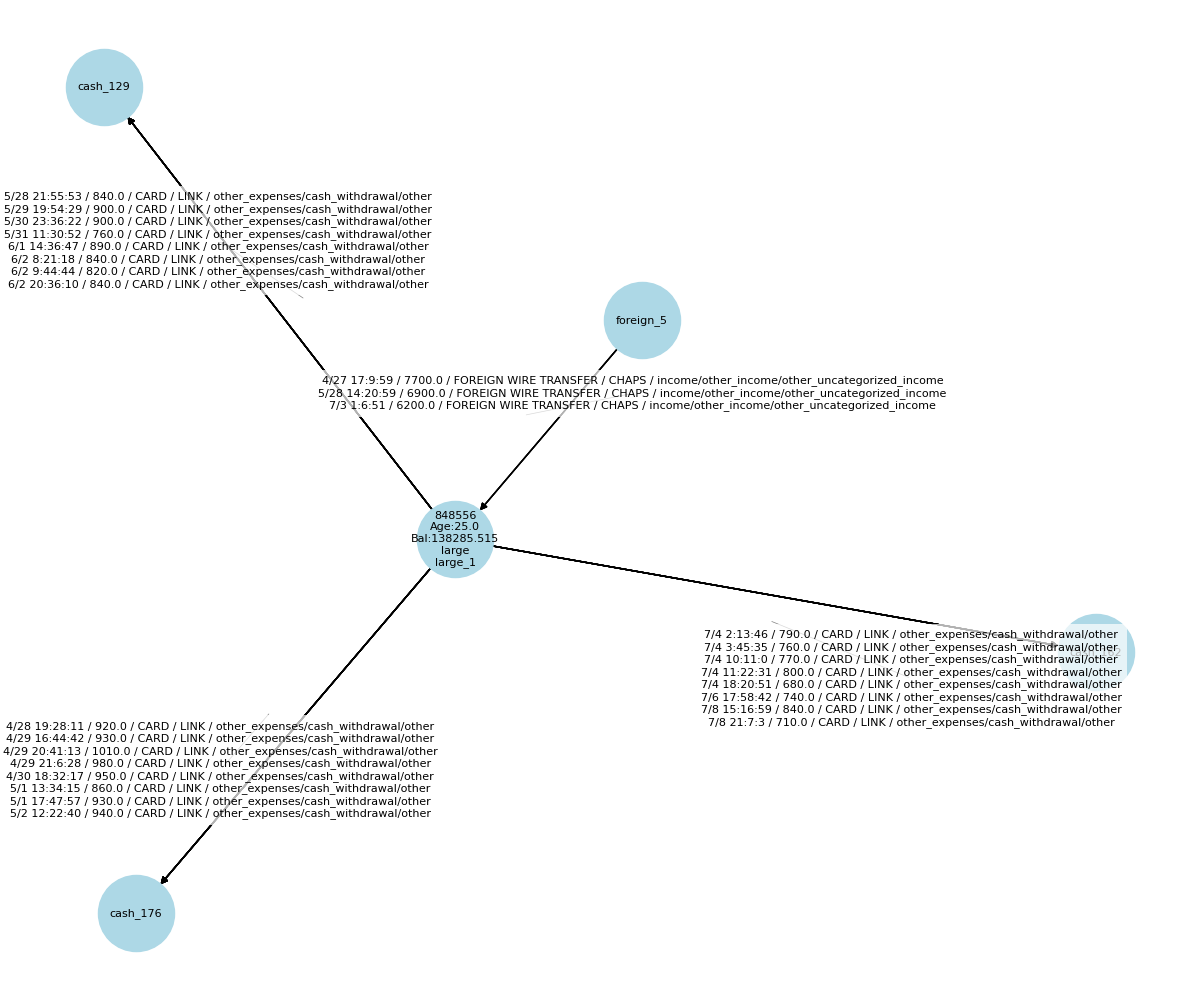 cash_129
5/28 21:55:53 / 840.0 / CARD / LINK / other_expenses/cash_withdrawal/other
5/29 19:54:29 / 900.0 / CARD / LINK / other_expenses/cash_withdrawal/other
5/30 23:36:22 / 900.0 / CARD / LINK / other_expenses/cash_withdrawal/other
5/31 11:30:52 / 760.0 / CARD / LINK / other_expenses/cash_withdrawal/other
6/1 14:36:47 / 890.0 / CARD / LINK / other_expenses/cash_withdrawal/other
6/2 8:21:18 / 840.0 / CARD / LINK / other_expenses/cash_withdrawal/other
6/2 9:44:44 / 820.0 / CARD / LINK / other_expenses/cash_withdrawal/other
6/2 20:36:10 / 840.0 / CARD / LINK / other_expenses/cash_withdrawal/other
foreign_5
4/27 17:9:59 / 7700.0 / FOREIGN WIRE TRANSFER / CHAPS / income/other_income/other_uncategorized_income
5/28 14:20:59 / 6900.0 / FOREIGN WIRE TRANSFER / CHAPS / income/other_income/other_uncategorized_income
7/3 1:6:51 / 6200.0 / FOREIGN WIRE TRANSFER / CHAPS / income/other_income/other_uncategorized_income
848556
Age:25.0
Bal:138285.515
large
large_1
7/4 2:13:46 / 790.0 / CARD / LINK / other_expenses/cash_withdrawal/other
7/4 3:45:35 / 760.0 / CARD / LINK / other_expenses/cash_withdrawal/other
7/4 10:11:0 / 770.0 / CARD / LINK / other_expenses/cash_withdrawal/other
7/4 11:22:31 / 800.0 / CARD / LINK / other_expenses/cash_withdrawal/other
7/4 18:20:51 / 680.0 / CARD / LINK / other_expenses/cash_withdrawal/other
7/6 17:58:42 / 740.0 / CARD / LINK / other_expenses/cash_withdrawal/other
7/8 15:16:59 / 840.0 / CARD / LINK / other_expenses/cash_withdrawal/other
7/8 21:7:3 / 710.0 / CARD / LINK / other_expenses/cash_withdrawal/other
4/28 19:28:11 / 920.0 / CARD / LINK / other_expenses/cash_withdrawal/other
4/29 16:44:42 / 930.0 / CARD / LINK / other_expenses/cash_withdrawal/other
4/29 20:41:13 / 1010.0 / CARD / LINK / other_expenses/cash_withdrawal/other
4/29 21:6:28 / 980.0 / CARD / LINK / other_expenses/cash_withdrawal/other
4/30 18:32:17 / 950.0 / CARD / LINK / other_expenses/cash_withdrawal/other
5/1 13:34:15 / 860.0 / CARD / LINK / other_expenses/cash_withdrawal/other
5/1 17:47:57 / 930.0 / CARD / LINK / other_expenses/cash_withdrawal/other
5/2 12:22:40 / 940.0 / CARD / LINK / other_expenses/cash_withdrawal/other
cash_176